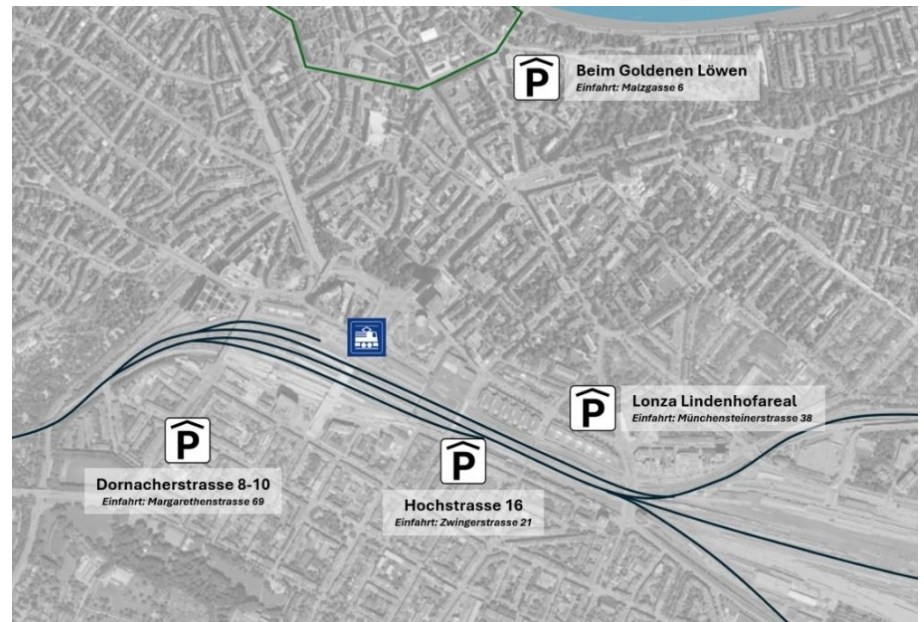 P
Beim Goldenen Löwen
Einfahrt: Malzgasse 6
P
Lonza Lindenhofareal
Einfahrt: Münchensteinerstrasse 38
P
Dornacherstrasse 8-10
Einfahrt: Margarethenstrasse 69
P
Hochstrasse 16
Einfahrt: Zwingerstrasse 21